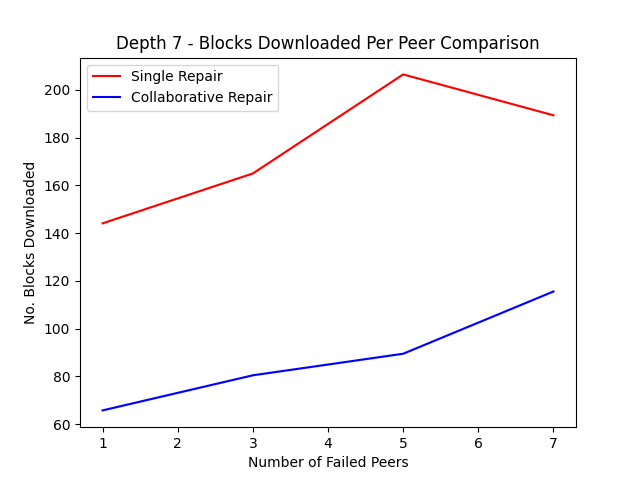 Depth 7 - Blocks Downloaded Per Peer Comparison
Single Repair
Collaborative Repair
No. Blocks Downloaded
200
180
160
140
120
100
80
60
1 2 3 4 5 6 7
Number of Failed Peers